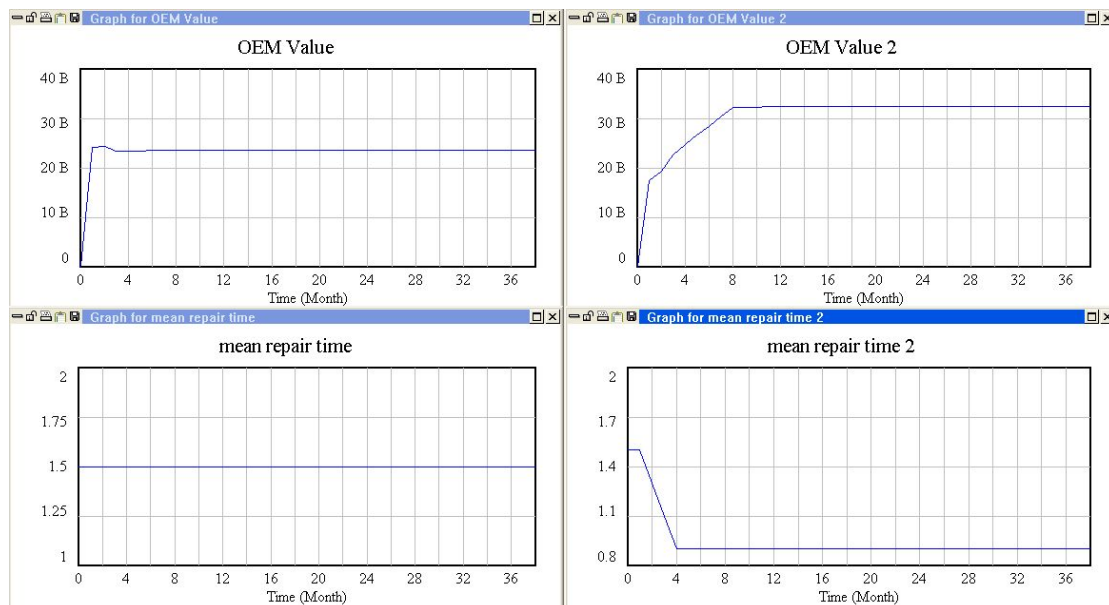 Graph for OEM Value
OEM Value
40 B
30 B
20 B
10 B
0
0 4 8 12 16 20 24 28 32 36
Time (Month)
Graph for OEM Value 2
OEM Value 2
40 B
30 B
20 B
10 B
0
0 4 8 12 16 20 24 28 32 36
Time (Month)
Graph for mean repair time
mean repair time
2
1.75
1.5
1.25
1
0 4 8 12 16 20 24 28 32 36
Time (Month)
Graph for mean repair time 2
mean repair time 2
2
1.7
1.4
1.1
0.8
0 4 8 12 16 20 24 28 32 36
Time (Month)